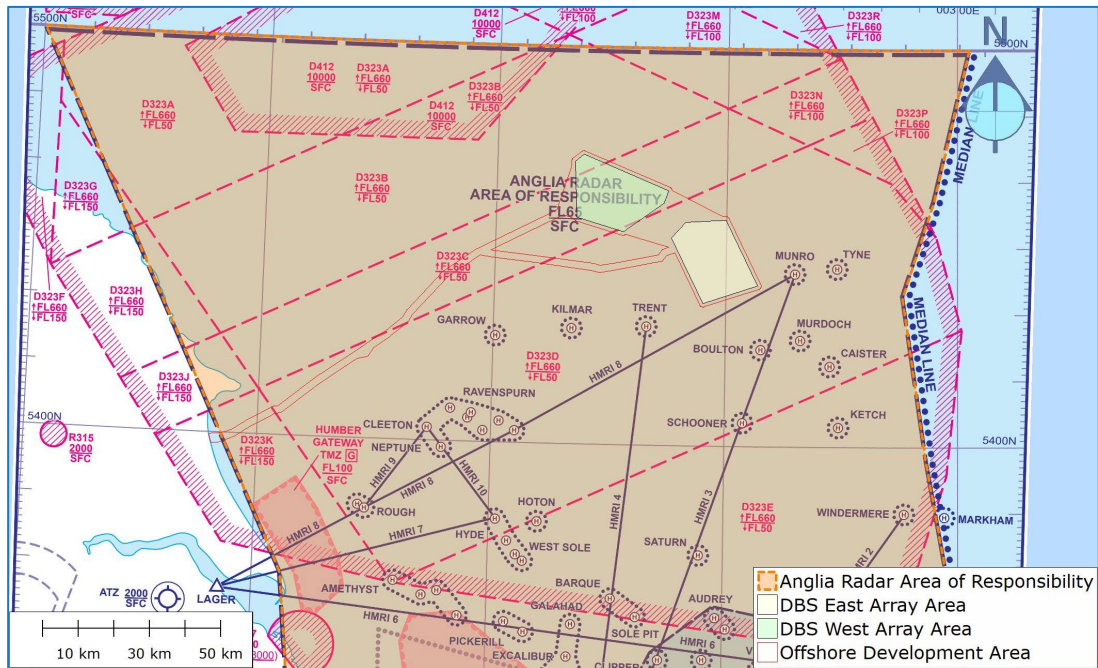 5500N
D412
10000
SFC
↑FL660
↓FL100
D323M
↑FL660
↓FL100
D323R
↑FL660
↓FL100
003 00E
5500N
N
D412
10000
SFC
D323A
↑FL660
↓FL50
D323B
↑FL660
↓FL50
D323A
↑FL660
↓FL50
D412
10000
SFC
D323N
↑FL660
↓FL100
D323P
↑FL660
↓FL100
MEDIAN LINE
D323G
↑FL660
↓FL150
D323B
↑FL660
↓FL50
ANGLIA RADAR
AREA OF RESPONSIBILITY
FL65
SFC
D323C
↑FL660
↓FL50
MUNRO
TYNE
D323F
↑FL660
↓FL150
D323H
↑FL660
↓FL150
GARROW
KILMAR
TRENT
MURDOCH
BOULTON
CAISTER
MEDIAN LINE
D323D
↑FL660
↓FL50
HMRI 8
D323J
↑FL660
↓FL150
RAVENSPURN
CLEETON
SCHOONER
KETCH
5400N
R315
2000
SFC
D323K
↑FL660
↓FL150
HUMBER
GATEWAY
TMZ G
FL100
SFC
NEPTUNE
5400N
HMRI 9
HMRI 8
HMRI 10
HMRI 4
HMRI 3
ROUGH
HOTON
D323E
↑FL660
↓FL50
WINDERMERE
MARKHAM
HMRI 8
HMRI 7
HYDE
WEST SOLE
SATURN
HMRI 2
ATZ 2000
SFC
LAGER
AMETHYST
BARQUE
AUDREY
HMRI 6
GALAHAD
PICKERILL
SOLE PIT
HMRI 6
EXCALIBUR
CLIPPER
10 km 30 km 50 km
Anglia Radar Area of Responsibility
DBS East Array Area
DBS West Array Area
Offshore Development Area